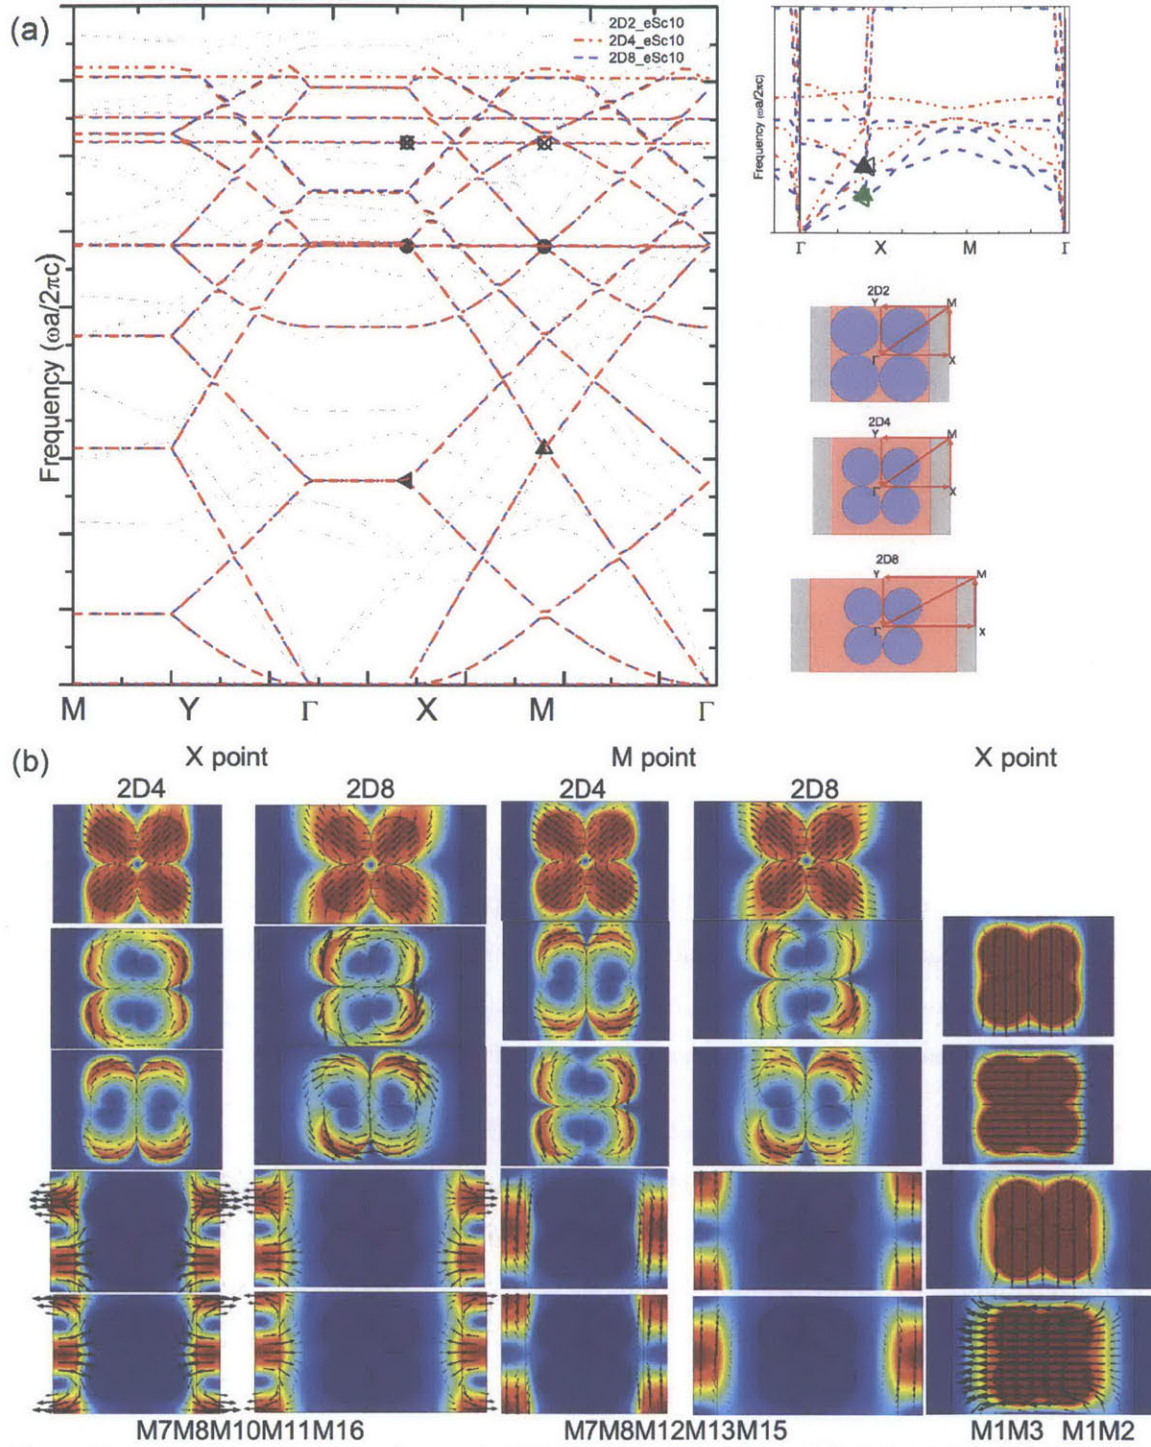 (a)
2D2_eSc10
2D4_eSc10
2D8_eSc10
Frequency (ωa/2πc)
M Y Γ X M Γ
Frequency (ωa/2πc)
Γ X M Γ
2D2
Y M
Γ X
2D4
Y M
Γ X
2D8
Y M
Γ X
(b)
X point M point X point
2D4 2D8 2D4 2D8
M7M8M10M11M16 M7M8M12M13M15 M1M3 M1M2